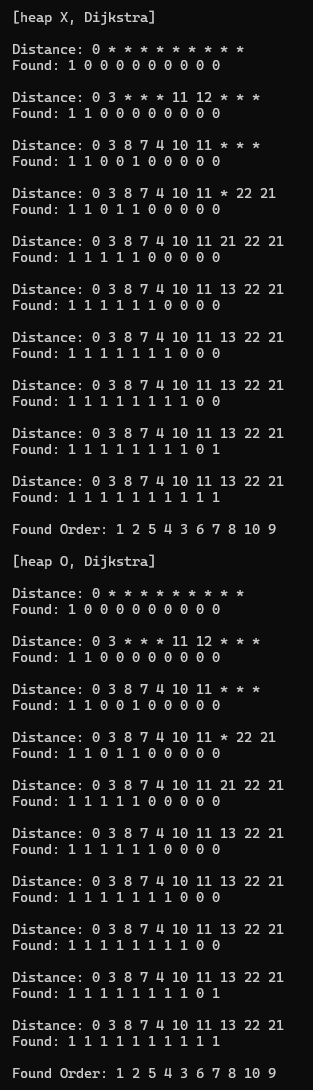 [heap X, Dijkstra]
Distance: 0 * * * * * * * * *
Found: 1 0 0 0 0 0 0 0 0 0
Distance: 0 3 * * * 11 12 * * *
Found: 1 1 0 0 0 0 0 0 0 0
Distance: 0 3 8 7 4 10 11 * * *
Found: 1 1 0 0 1 0 0 0 0 0
Distance: 0 3 8 7 4 10 11 * 22 21
Found: 1 1 0 1 1 0 0 0 0 0
Distance: 0 3 8 7 4 10 11 21 22 21
Found: 1 1 1 1 1 0 0 0 0 0
Distance: 0 3 8 7 4 10 11 13 22 21
Found: 1 1 1 1 1 1 0 0 0 0
Distance: 0 3 8 7 4 10 11 13 22 21
Found: 1 1 1 1 1 1 1 0 0 0
Distance: 0 3 8 7 4 10 11 13 22 21
Found: 1 1 1 1 1 1 1 1 0 0
Distance: 0 3 8 7 4 10 11 13 22 21
Found: 1 1 1 1 1 1 1 1 0 1
Distance: 0 3 8 7 4 10 11 13 22 21
Found: 1 1 1 1 1 1 1 1 1 1
Found Order: 1 2 5 4 3 6 7 8 10 9
[heap O, Dijkstra]
Distance: 0 * * * * * * * * *
Found: 1 0 0 0 0 0 0 0 0 0
Distance: 0 3 * * * 11 12 * * *
Found: 1 1 0 0 0 0 0 0 0 0
Distance: 0 3 8 7 4 10 11 * * *
Found: 1 1 0 0 1 0 0 0 0 0
Distance: 0 3 8 7 4 10 11 * 22 21
Found: 1 1 0 1 1 0 0 0 0 0
Distance: 0 3 8 7 4 10 11 21 22 21
Found: 1 1 1 1 1 0 0 0 0 0
Distance: 0 3 8 7 4 10 11 13 22 21
Found: 1 1 1 1 1 1 0 0 0 0
Distance: 0 3 8 7 4 10 11 13 22 21
Found: 1 1 1 1 1 1 1 0 0 0
Distance: 0 3 8 7 4 10 11 13 22 21
Found: 1 1 1 1 1 1 1 1 0 0
Distance: 0 3 8 7 4 10 11 13 22 21
Found: 1 1 1 1 1 1 1 1 0 1
Distance: 0 3 8 7 4 10 11 13 22 21
Found: 1 1 1 1 1 1 1 1 1 1
Found Order: 1 2 5 4 3 6 7 8 10 9